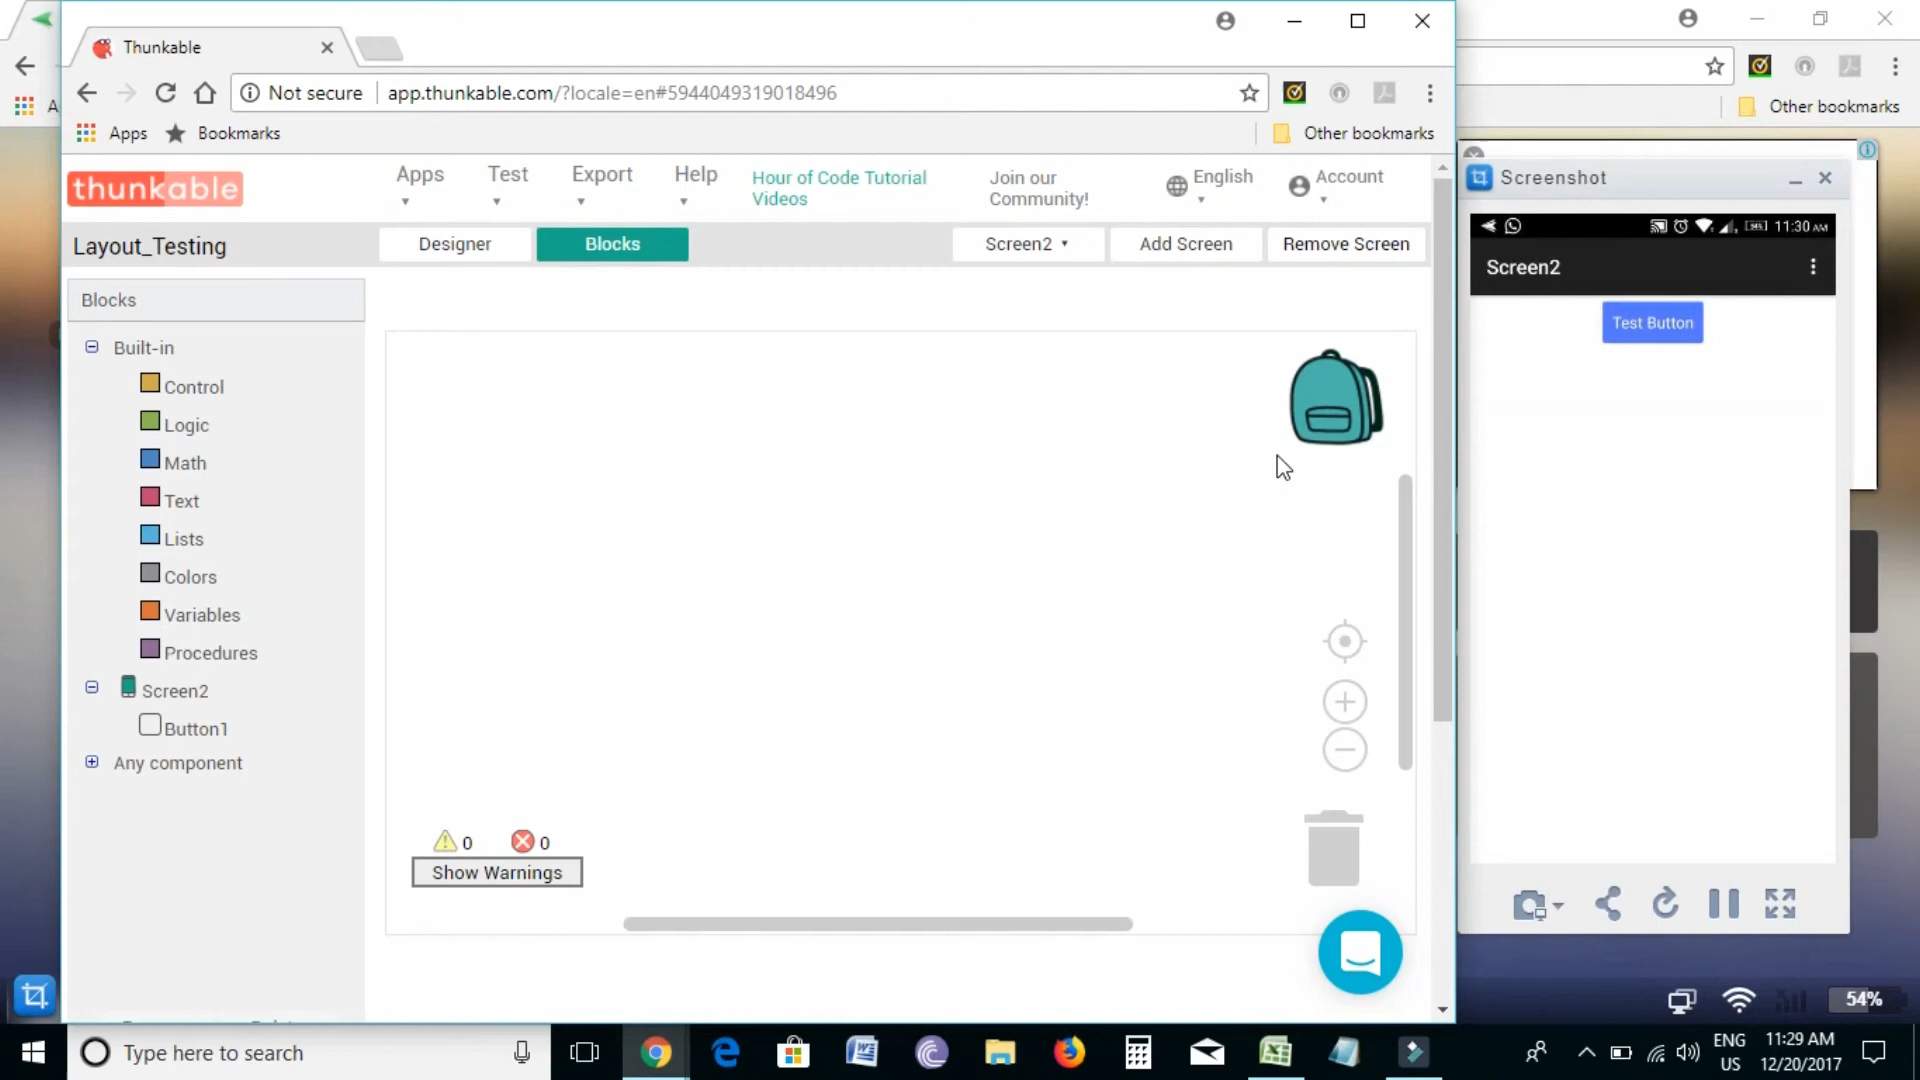 Thunkable
Not secure
app.thunkable.com/?locale=en#5944049319018496
Apps
Bookmarks
Other bookmarks
Other bookmarks
thunkable
Apps
Test
Export
Help
Hour of Code Tutorial
Videos
Join our
Community!
English
Account
Layout_Testing
Designer
Blocks
Screen2
Add Screen
Remove Screen
Blocks
Built-in
Control
Logic
Math
Text
Lists
Colors
Variables
Procedures
Screen2
Button1
Any component
0
0
Show Warnings
Screenshot
11:30 AM
Screen2
Test Button
54%
Type here to search
ENG
US
11:29 AM
12/20/2017